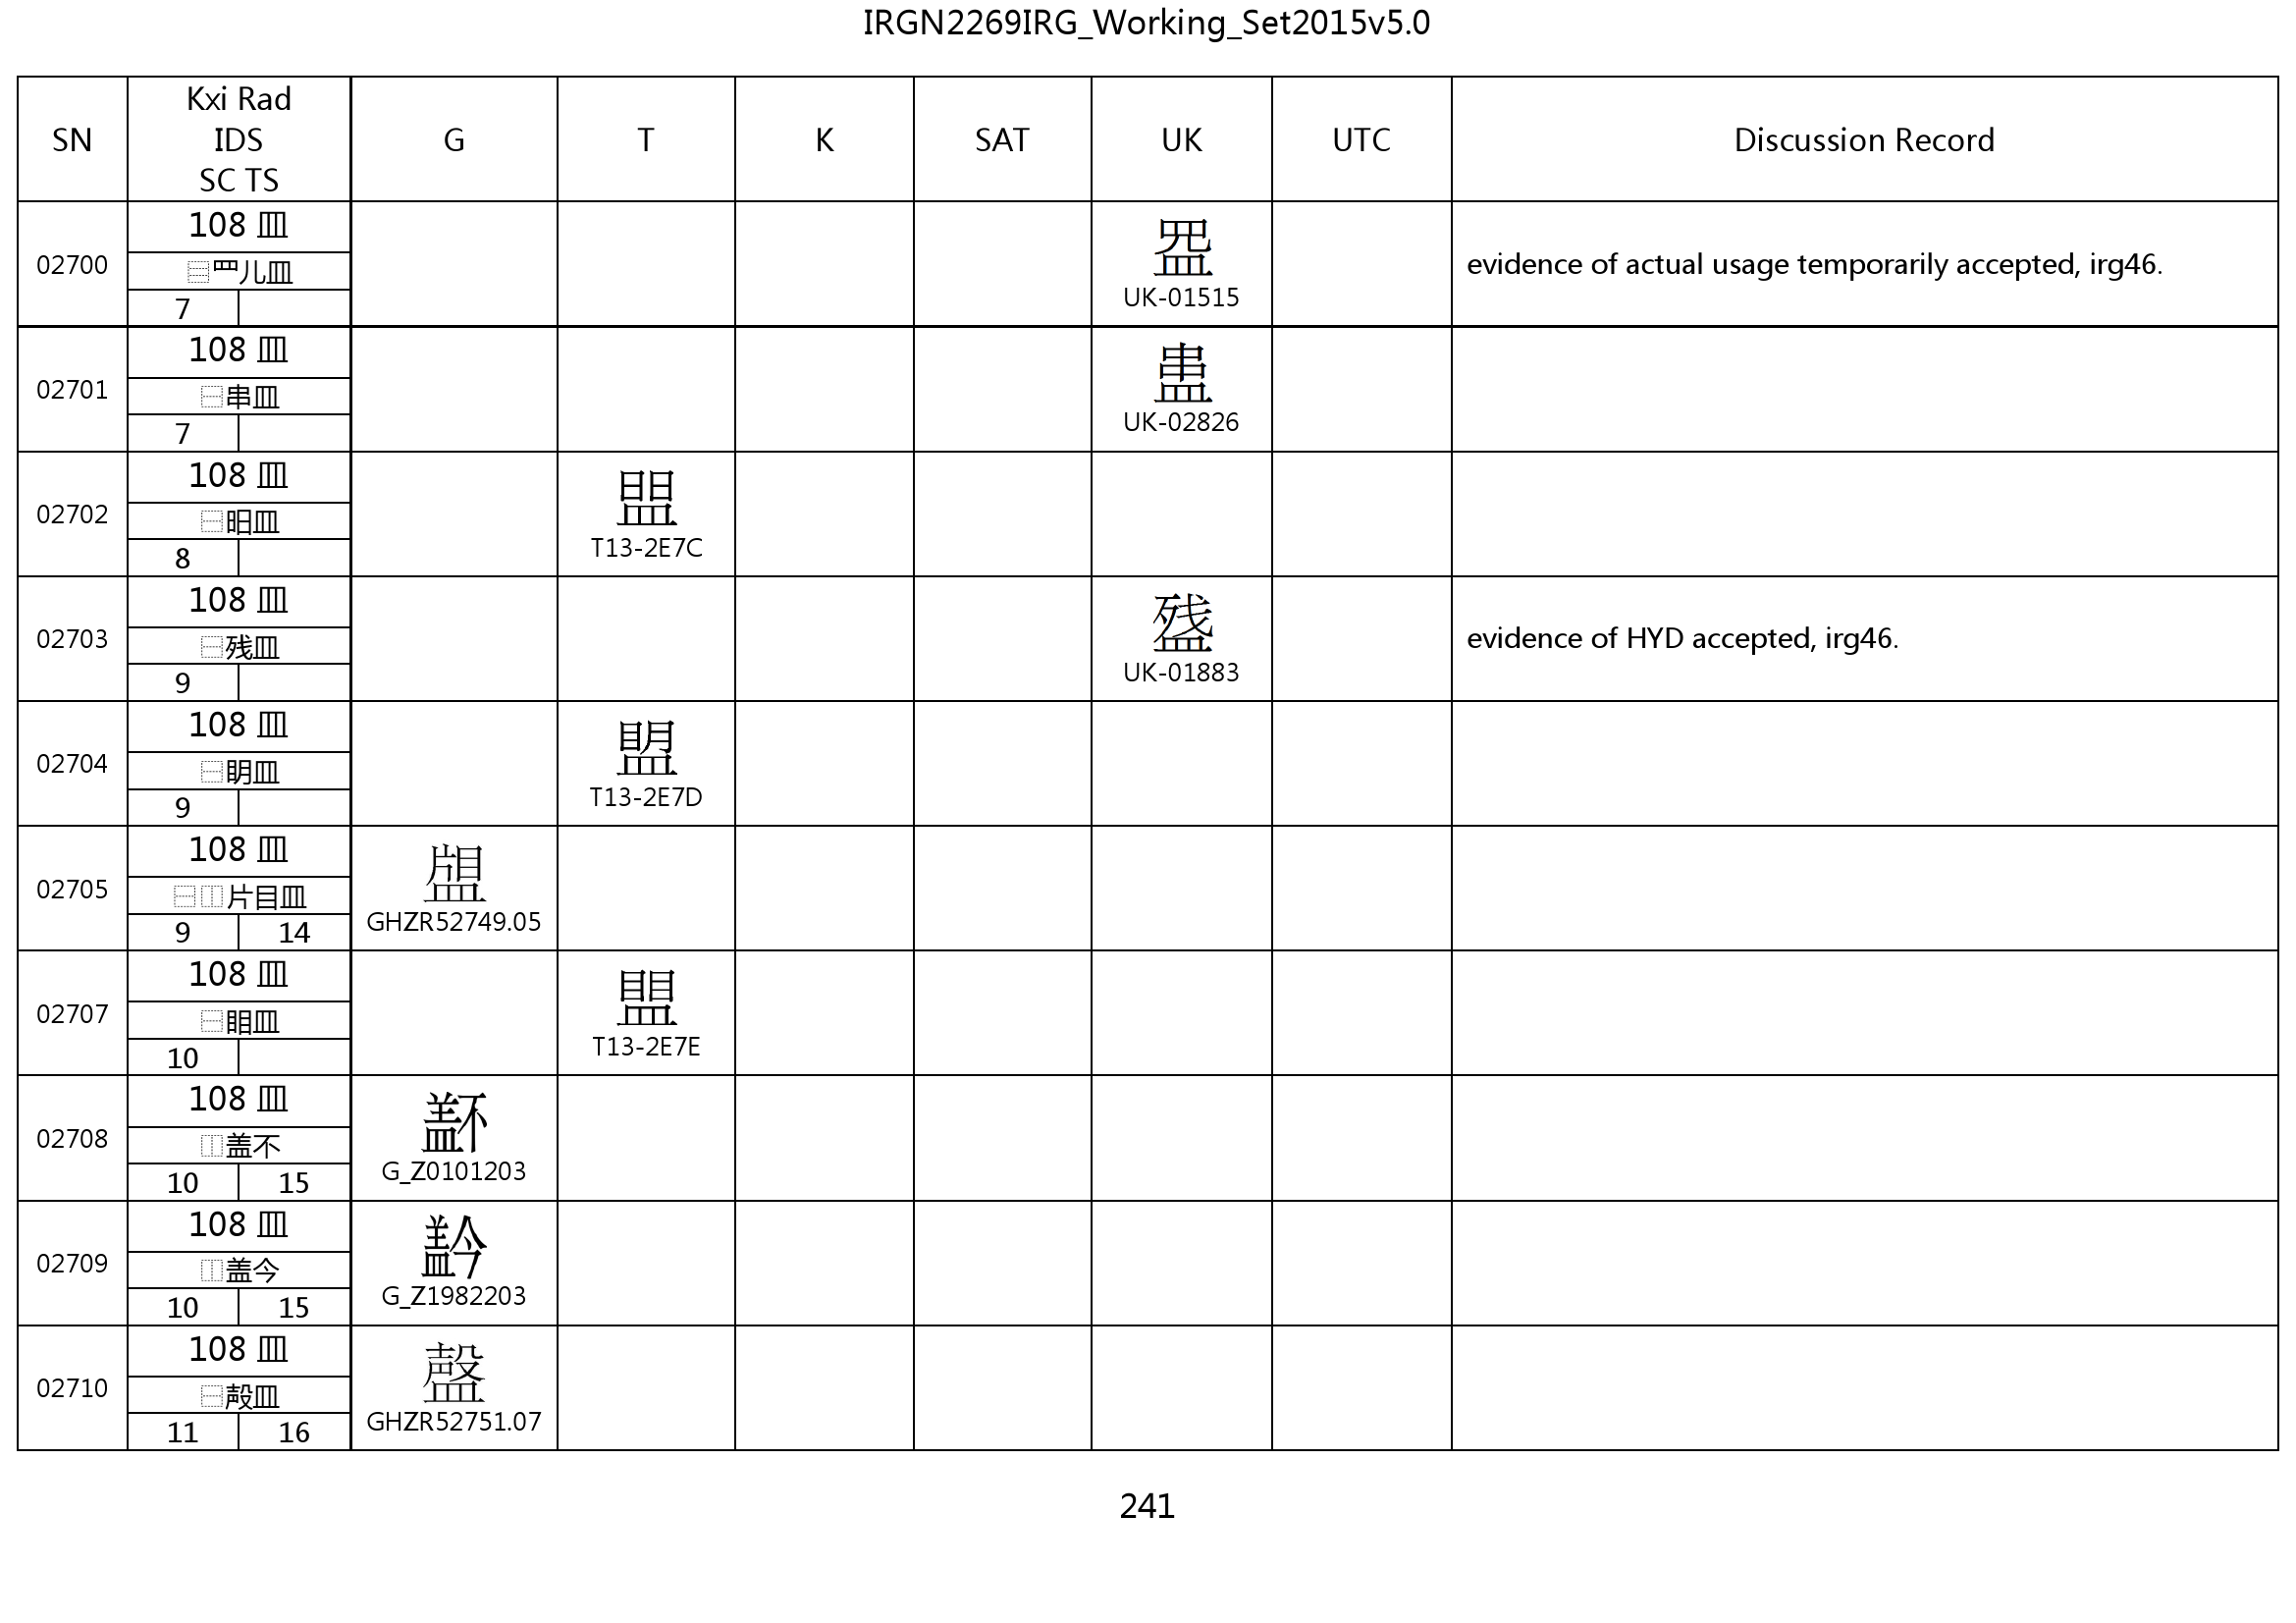 IRGN2269IRG_Working_Set2015v5.0
SN
Kxi Rad
IDS
SC TS
G
T
K
SAT
UK
UTC
Discussion Record
02700
108 皿
⿳罒儿皿
7
UK-01515
evidence of actual usage temporarily accepted, irg46.
02701
108 皿
⿱串皿
7
UK-02826
02702
108 皿
⿱昍皿
8
T13-2E7C
02703
108 皿
⿱残皿
9
UK-01883
evidence of HYD accepted, irg46.
02704
108 皿
⿱眀皿
9
T13-2E7D
02705
108 皿
⿱⿰片目皿
9 14
GHZR52749.05
02707
108 皿
⿱䀠皿
10
T13-2E7E
02708
108 皿
⿰盖不
10 15
G_Z0101203
02709
108 皿
⿰盖今
10 15
G_Z1982203
02710
108 皿
⿱殸皿
11 16
GHZR52751.07
241